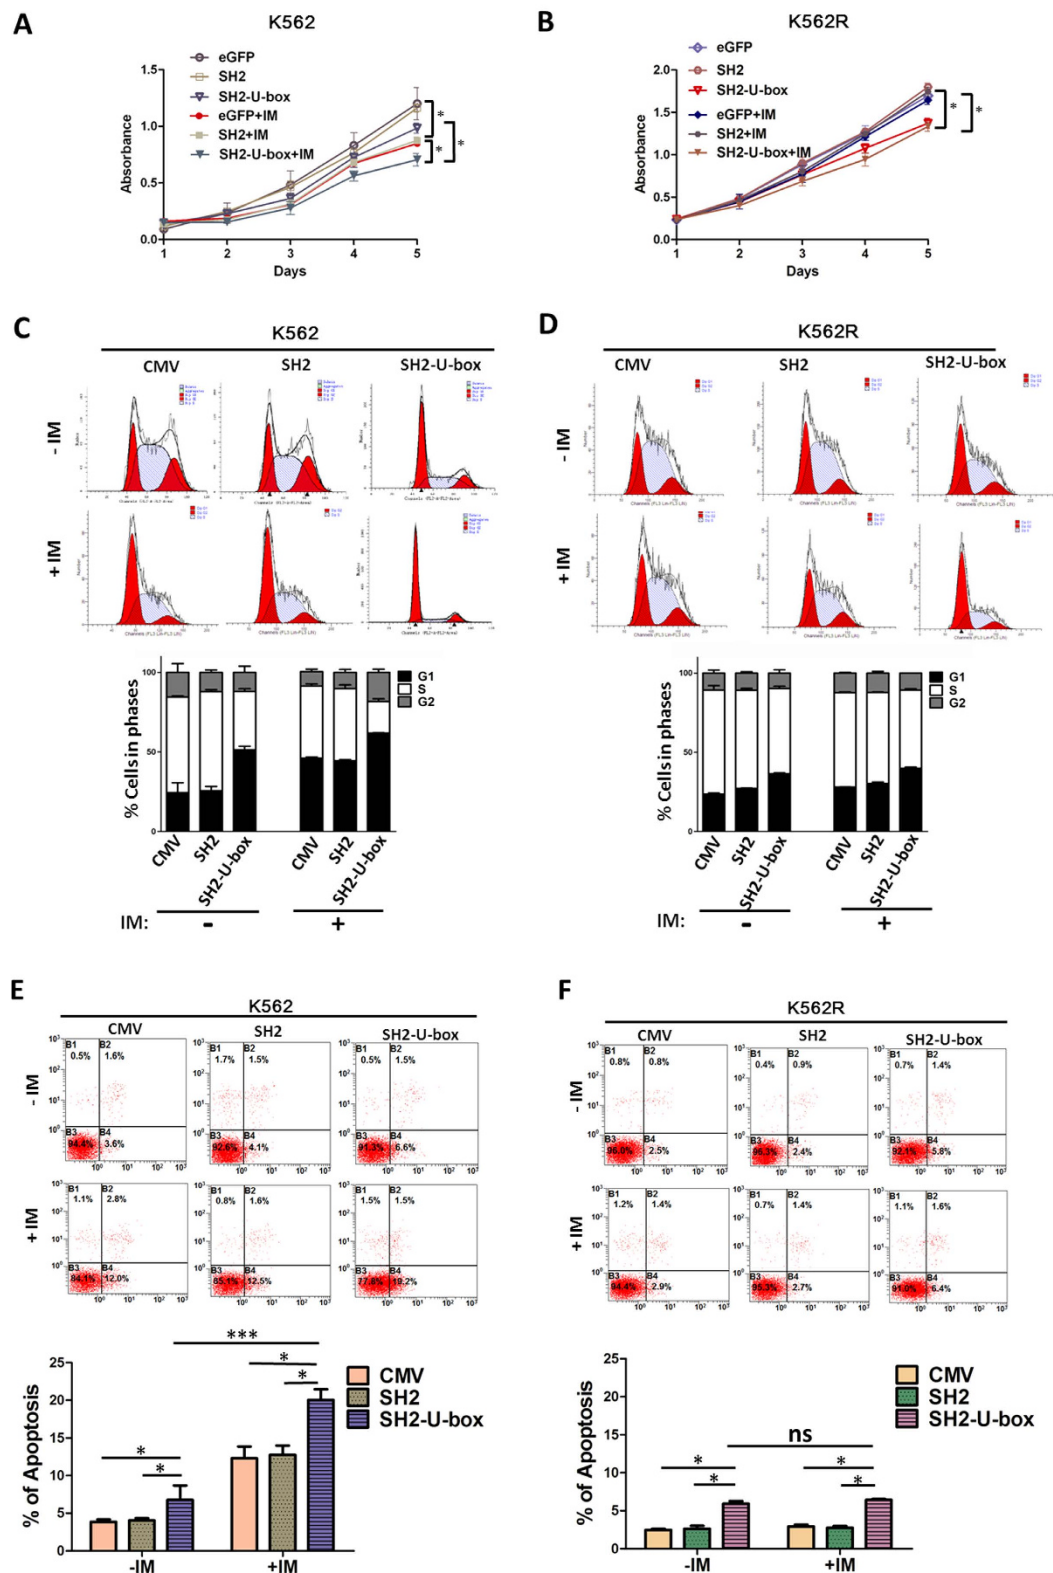 A
K562
eGFP
SH2
SH2-U-box
eGFP+IM
SH2+IM
SH2-U-box+IM
Absorbance
1.5
1.0
0.5
0.0
1 2 3 4 5
Days
*
*
*
B
K562R
eGFP
SH2
SH2-U-box
eGFP+IM
SH2+IM
SH2-U-box+IM
Absorbance
2.0
1.5
1.0
0.5
0.0
1 2 3 4 5
Days
*
*
C
K562
CMV SH2 SH2-U-box
- IM
+ IM
% Cells in phases
100
50
0
G1
S
G2
CMV SH2 SH2-U-box CMV SH2 SH2-U-box
IM: - +
D
K562R
CMV SH2 SH2-U-box
- IM
+ IM
% Cells in phases
100
50
0
G1
S
G2
CMV SH2 SH2-U-box CMV SH2 SH2-U-box
IM: - +
E
K562
CMV SH2 SH2-U-box
- IM
B1 0.5% B2 1.6% B3 94.4% B4 3.6%
B1 1.7% B2 1.5% B3 92.6% B4 4.1%
B1 0.5% B2 1.5% B3 91.3% B4 6.6%
+ IM
B1 1.1% B2 2.8% B3 84.1% B4 12.0%
B1 0.8% B2 1.6% B3 85.1% B4 12.5%
B1 1.5% B2 1.5% B3 77.8% B4 19.2%
% of Apoptosis
25
20
15
10
5
0
***
*
*
*
*
CMV
SH2
SH2-U-box
-IM +IM
F
K562R
CMV SH2 SH2-U-box
- IM
B1 0.8% B2 0.8% B3 B4 2.5%
B1 0.4% B2 0.9% B3 96.3% B4 2.4%
B1 0.7% B2 1.4% B3 92.1% B4 5.8%
+ IM
B1 1.2% B2 1.4% B3 94.4% B4 2.9%
B1 0.7% B2 1.4% B3 95.3% B4 2.7%
B1 1.1% B2 1.6% B3 91.0% B4 6.4%
% of Apoptosis
25
20
15
10
5
0
ns
*
*
*
*
CMV
SH2
SH2-U-box
-IM +IM